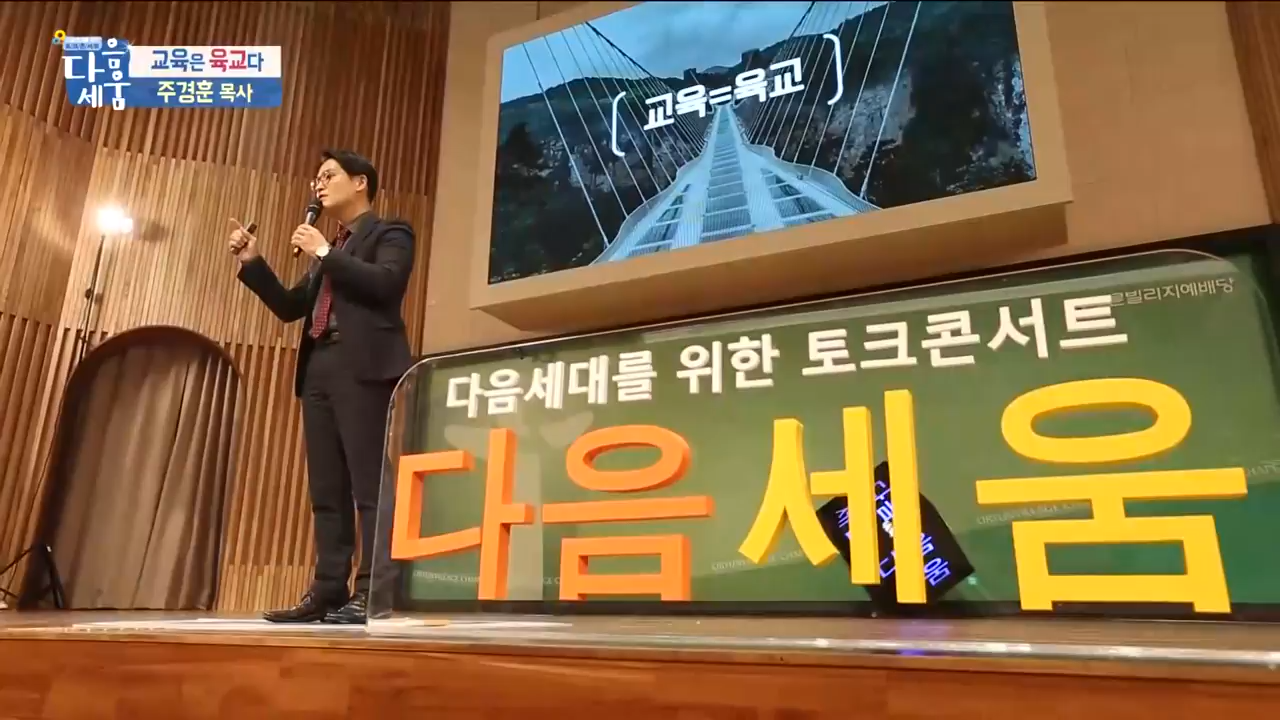 다음
세움
교육은 육교다
주경훈 목사
( 교육=육교 )
빌리지예배당
다음세대를 위한 토크콘서트
다음 세움